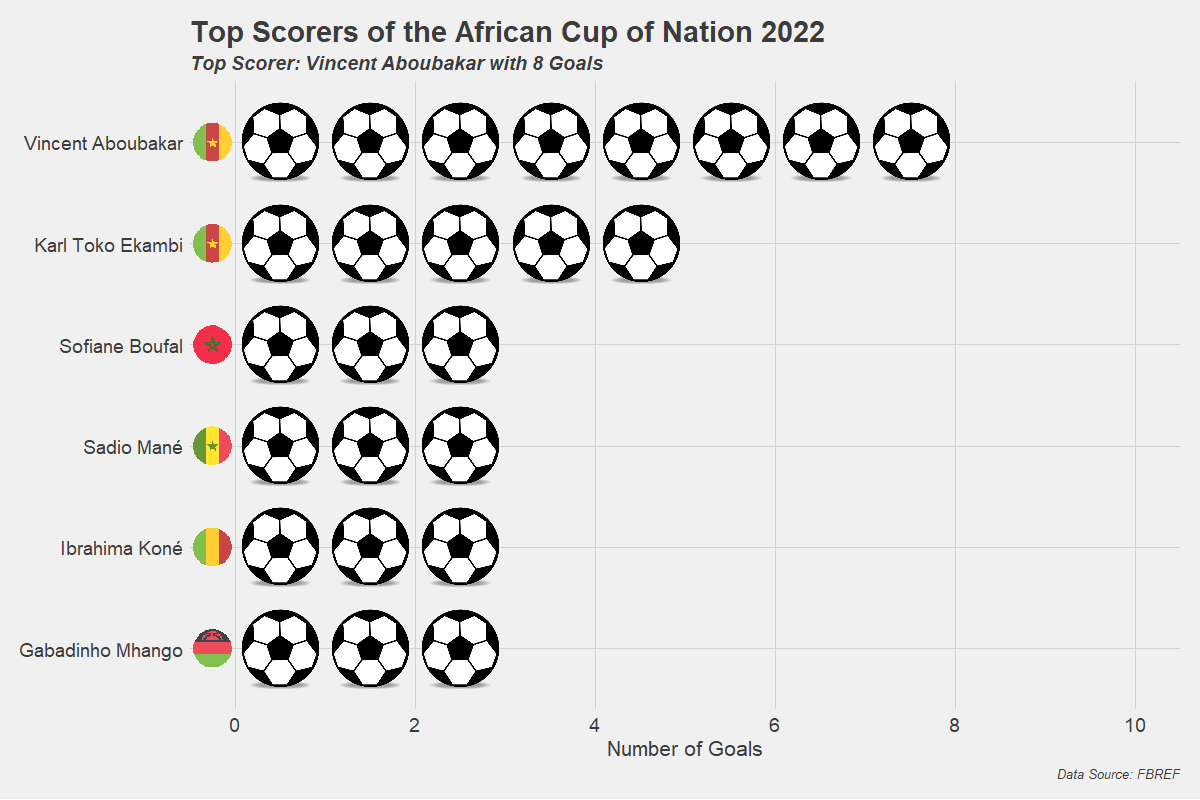 Top Scorers of the African Cup of Nation 2022
Top Scorer: Vincent Aboubakar with 8 Goals
Vincent Aboubakar
Karl Toko Ekambi
Sofiane Boufal
Sadio Mané
Ibrahima Koné
Gabadinho Mhango
0 2 4 6 8 10
Number of Goals
Data Source: FBREF